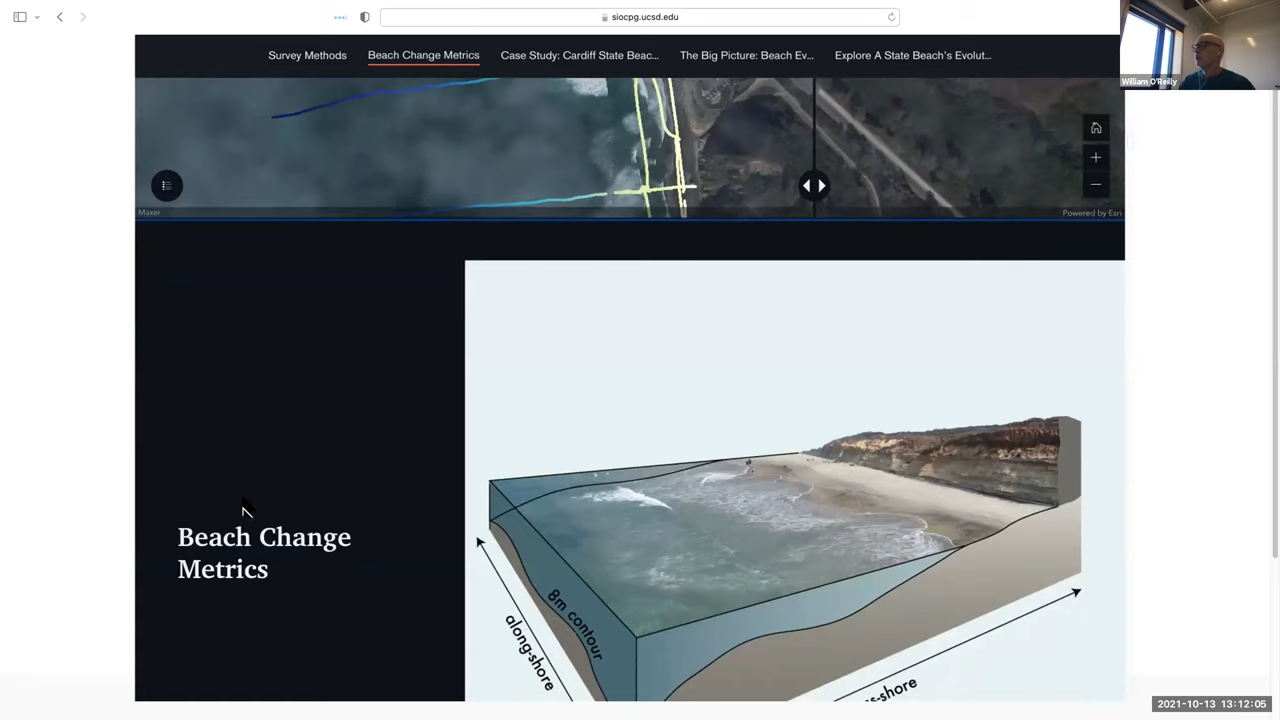 siocpg.ucsd.edu
William O'Reilly
Survey Methods
Beach Change Metrics
Case Study: Cardiff State Beac...
The Big Picture: Beach Ev...
Explore A State Beach's Evolut...
Maxar
Powered by Esri
Beach Change
Metrics
8m contour
along-shore
s-shore
2021-10-13 13:12:05